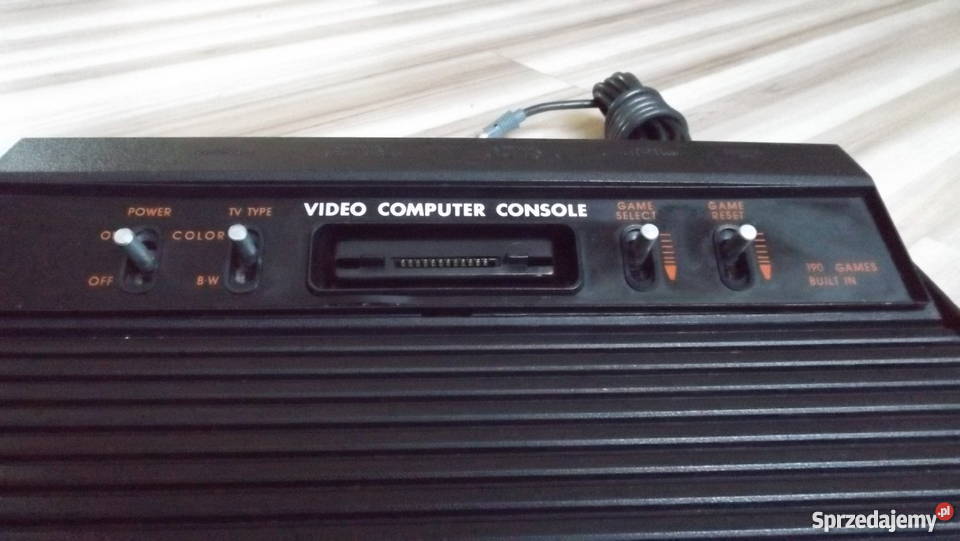 POWER
TV TYPE
VIDEO COMPUTER CONSOLE
GAME
SELECT
GAME
RESET
COLOR
OFF
B·W
190 GAMES
BUILT IN
Sprzedajemy.pl